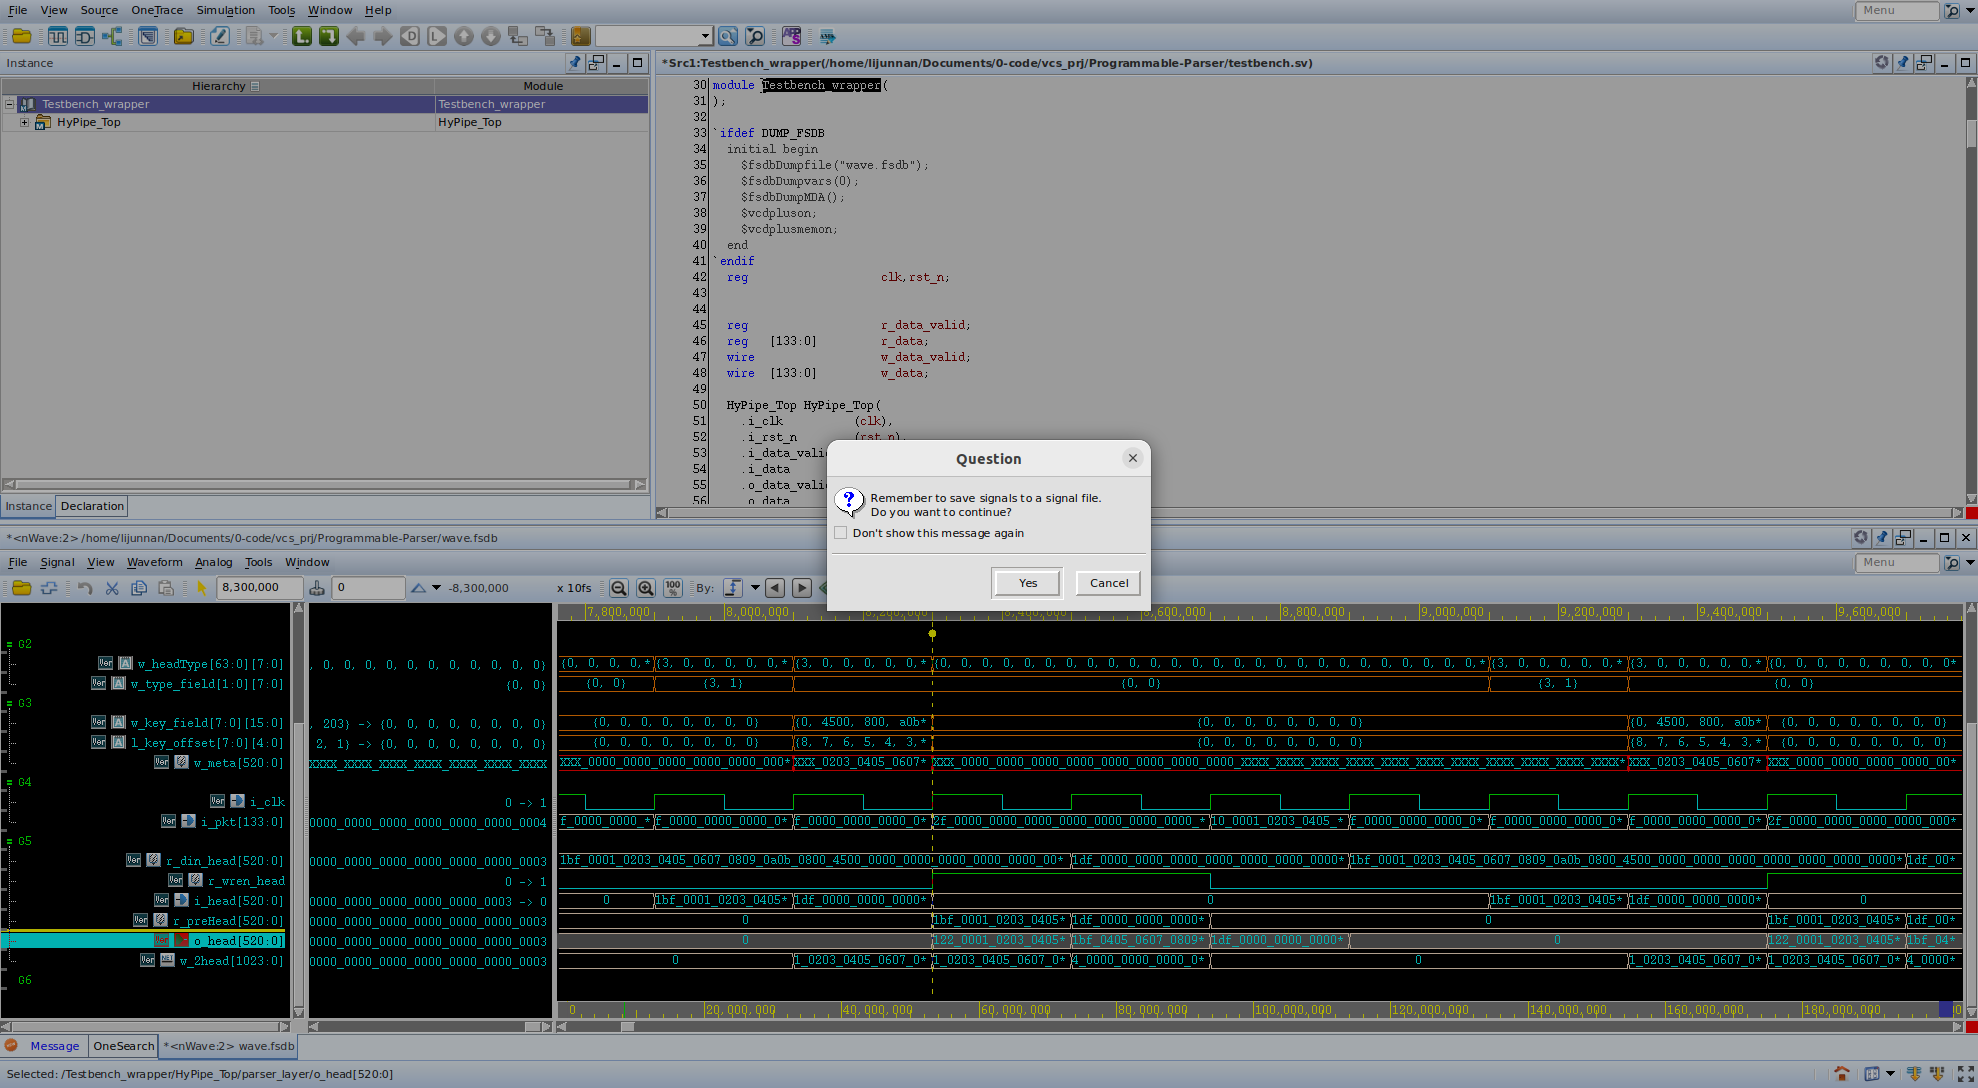 File View Source OneTrace Simulation Tools Window Help
Menu
Instance
*Src1:Testbench_wrapper(/home/lijunnan/Documents/0-code/vcs_prj/Programmable-Parser/testbench.sv)
Hierarchy Module
Testbench_wrapper Testbench_wrapper
HyPipe_Top HyPipe_Top
30 module Testbench_wrapper(
31 );
32
33 `ifdef DUMP_FSDB
34 initial begin
35 $fsdbDumpfile("wave.fsdb");
36 $fsdbDumpvars(0);
37 $fsdbDumpMDA();
38 $vcdpluson;
39 $vcdplusmemon;
40 end
41 `endif
42 reg clk,rst_n;
43
44
45 reg r_data_valid;
46 reg [133:0] r_data;
47 wire w_data_valid;
48 wire [133:0] w_data;
49
50 HyPipe_Top HyPipe_Top(
51 .i_clk (clk),
52 .i_rst_n (rst_n),
53 .i_data_vali
54 .i_data
55 .o_data_vali
56 o_data
Instance Declaration
Question
Remember to save signals to a signal file.
Do you want to continue?
Don't show this message again
Yes Cancel
*<nWave:2> /home/lijunnan/Documents/0-code/vcs_prj/Programmable-Parser/wave.fsdb
File Signal View Waveform Analog Tools Window
Menu
8,300,000 0 -8,300,000 x 10fs 100% By:
7,800,000 8,000,000 8,200,000 8,400,000 8,600,000 8,800,000 9,000,000 9,200,000 9,400,000 9,600,000
G2
w_headType[63:0][7:0] , 0, 0, 0, 0, 0, 0, 0, 0, 0, 0} {0, 0, 0, 0,* {3, 0, 0, 0, 0,* {3, 0, 0, 0, 0,* {0, 0, 0, 0, 0, 0, 0, 0, 0, 0, 0, 0, 0, 0, 0, 0, 0, 0, 0,* {3, 0, 0, 0, 0,* {3, 0, 0, 0, 0,* {0, 0, 0, 0, 0, 0, 0*
w_type_field[1:0][7:0] {0, 0} {0, 0} {3, 1} {0, 0} {3, 1} {0, 0}
G3
w_key_field[7:0][15:0] , 203} -> {0, 0, 0, 0, 0, 0, 0, 0} {0, 0, 0, 0, 0, 0, 0, 0} {0, 4500, 800, a0b* {0, 0, 0, 0, 0, 0, 0, 0} {0, 4500, 800, a0b* {0, 0, 0, 0, 0, 0, 0, 0}
l_key_offset[7:0][4:0] 2, 1} -> {0, 0, 0, 0, 0, 0, 0, 0} {0, 0, 0, 0, 0, 0, 0, 0} {8, 7, 6, 5, 4, 3,* {0, 0, 0, 0, 0, 0, 0, 0} {8, 7, 6, 5, 4, 3,* {0, 0, 0, 0, 0, 0, 0, 0}
w_meta[520:0] XXXX_XXXX_XXXX_XXXX_XXXX_XXXX_XXXX XXX_0000_0000_0000_0000_0000_000* XXX_0203_0405_0607* XXX_0000_0000_0000_0000_0000_0000_XXXX_XXXX_XXXX_XXXX_XXXX_XXXX_XXXX_XXXX_XXXX_XXXX_XXXX* XXX_0203_0405_0607* XXX_0000_0000_0000_0000_00*
G4
i_clk 0 -> 1
i_pkt[133:0] 0000_0000_0000_0000_0000_0000_0004 f_0000_0000_* f_0000_0000_0000_0* f_0000_0000_0000_0* 2f_0000_0000_0000_0000_0000_0000_0000_* 10_0001_0203_0405_* f_0000_0000_0000_0* f_0000_0000_0000_0* f_0000_0000_0000_0* 2f_0000_0000_0000_0000_000*
G5
r_din_head[520:0] 0000_0000_0000_0000_0000_0000_0003 1bf_0001_0203_0405_0607_0809_0a0b_0800_4500_0000_0000_0000_0000_0000_00* 1df_0000_0000_0000_0000_0000_0000_0000_* 1bf_0001_0203_0405_0607_0809_0a0b_0800_4500_0000_0000_0000_0000_0000_0000_000* 1df_00*
r_wren_head 0 -> 1
i_head[520:0] 0000_0000_0000_0000_0000_0003 -> 0 0 1bf_0001_0203_0405* 1df_0000_0000_0000* 0 1bf_0001_0203_0405* 1df_0000_0000_0000* 0
r_preHead[520:0] 0000_0000_0000_0000_0000_0000_0003 0 1bf_0001_0203_0405* 1df_0000_0000_0000* 0 1bf_0001_0203_0405* 1df_00*
o_head[520:0] 0000_0000_0000_0000_0000_0000_0003 0 122_0001_0203_0405* 1bf_0405_0607_0809* 1df_0000_0000_0000* 0 122_0001_0203_0405* 1bf_04*
w_2head[1023:0] 0000_0000_0000_0000_0000_0000_0003 0 1_0203_0405_0607_0* 1_0203_0405_0607_0* 4_0000_0000_0000_0* 0 1_0203_0405_0607_0* 1_0203_0405_0607_0* 4_0000*
G6
0 20,000,000 40,000,000 60,000,000 80,000,000 100,000,000 120,000,000 140,000,000 160,000,000 180,000,000 0
Message OneSearch *<nWave:2> wave.fsdb
Selected: /Testbench_wrapper/HyPipe_Top/parser_layer/o_head[520:0]